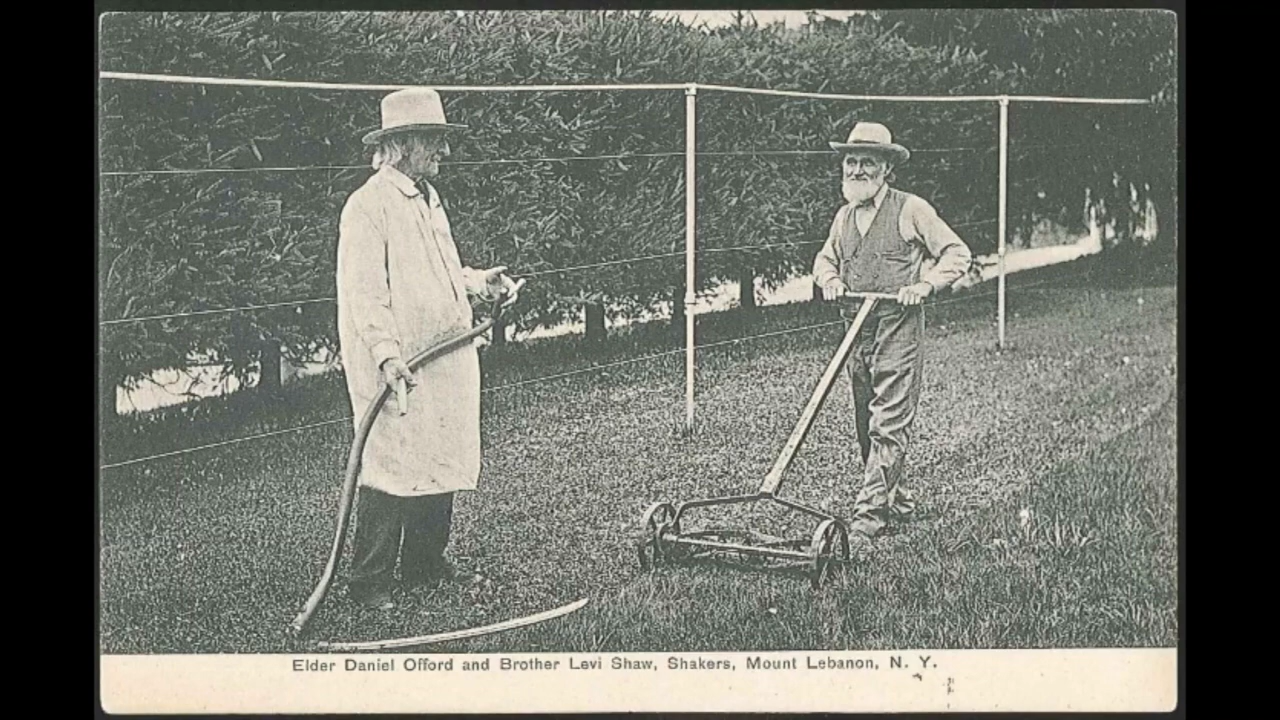 Elder Daniel Offord and Brother Levi Shaw, Shakers, Mount Lebanon, N. Y.